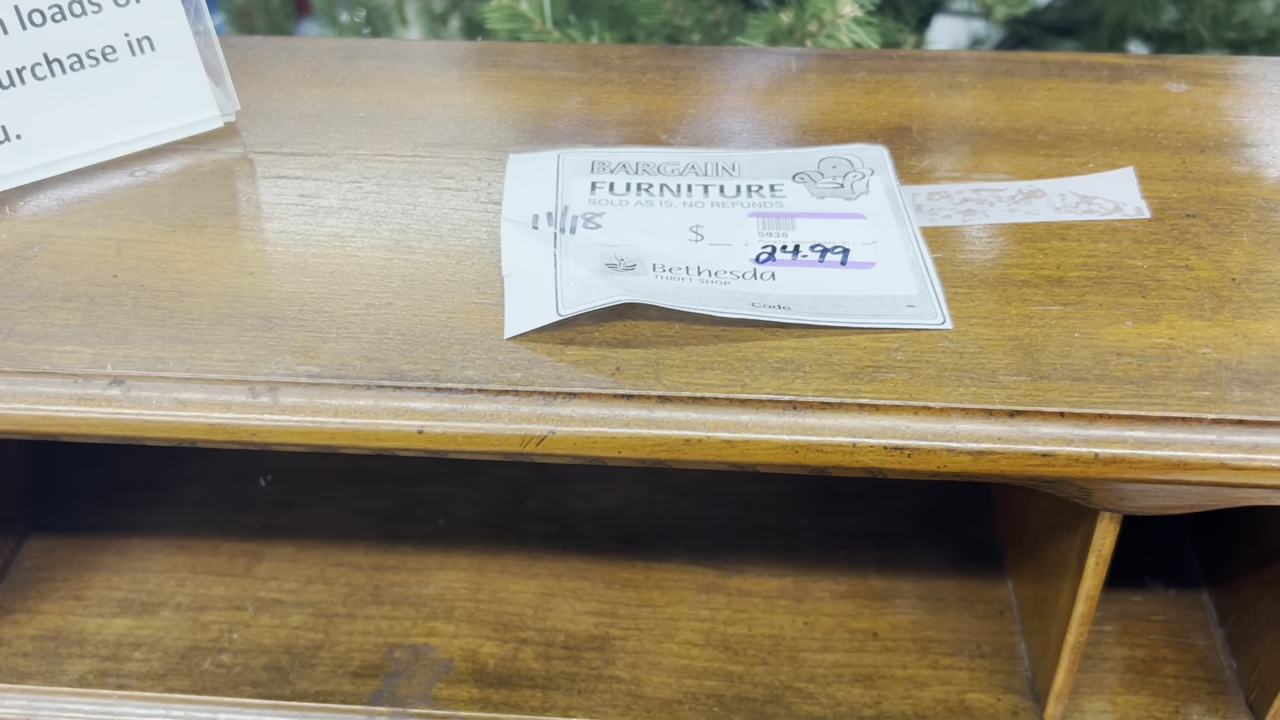 loads of
urchase in
u.
BARGAIN
FURNITURE
SOLD AS IS, NO REFUNDS
11/18
$_
5938
24.99
Bethesda
THRIFT SHOP
Code